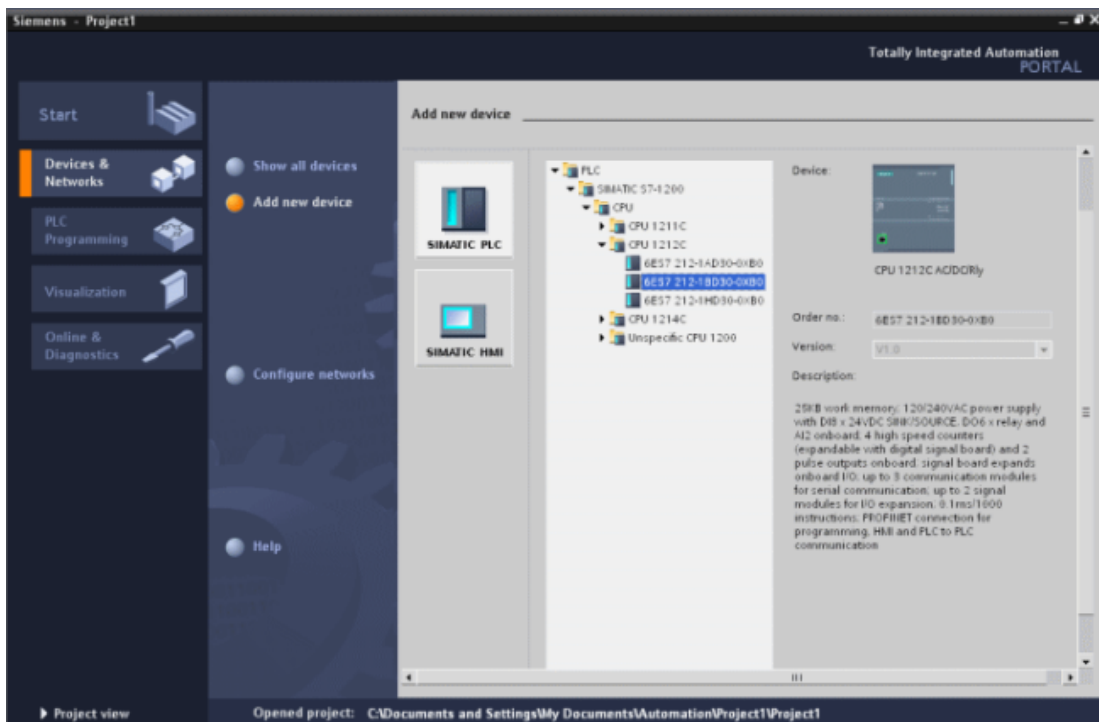 Siemens - Project1
Totally Integrated Automation
PORTAL
Start
Devices &
Networks
PLC
Programming
Visualization
Online &
Diagnostics
Project view
Show all devices
Add new device
Configure networks
Help
Add new device
SIMATIC PLC
SIMATIC HMI
PLC
SIMATIC S7-1200
CPU
CPU 1211C
CPU 1212C
6ES7 212-1AD30-0XB0
6ES7 212-1BD30-0XB0
6ES7 212-1HD30-0XB0
CPU 1214C
Unspecific CPU 1200
Device:
CPU 1212C AC/DC/Rly
Order no.:
6ES7 212-1BD30-0XB0
Version:
V1.0
Description:
25KB work memory; 120/240VAC power supply
with DI8 x 24VDC SINK/SOURCE, DO6 x relay and
AI2 onboard; 4 high speed counters
(expandable with digital signal board) and 2
pulse outputs onboard; signal board expands
onboard I/O; up to 3 communication modules
for serial communication; up to 2 signal
modules for I/O expansion; 0.1ms/1000
instructions; PROFINET connection for
programming, HMI and PLC to PLC
communication
Opened project: C:\Documents and Settings\My Documents\Automation\Project1\Project1